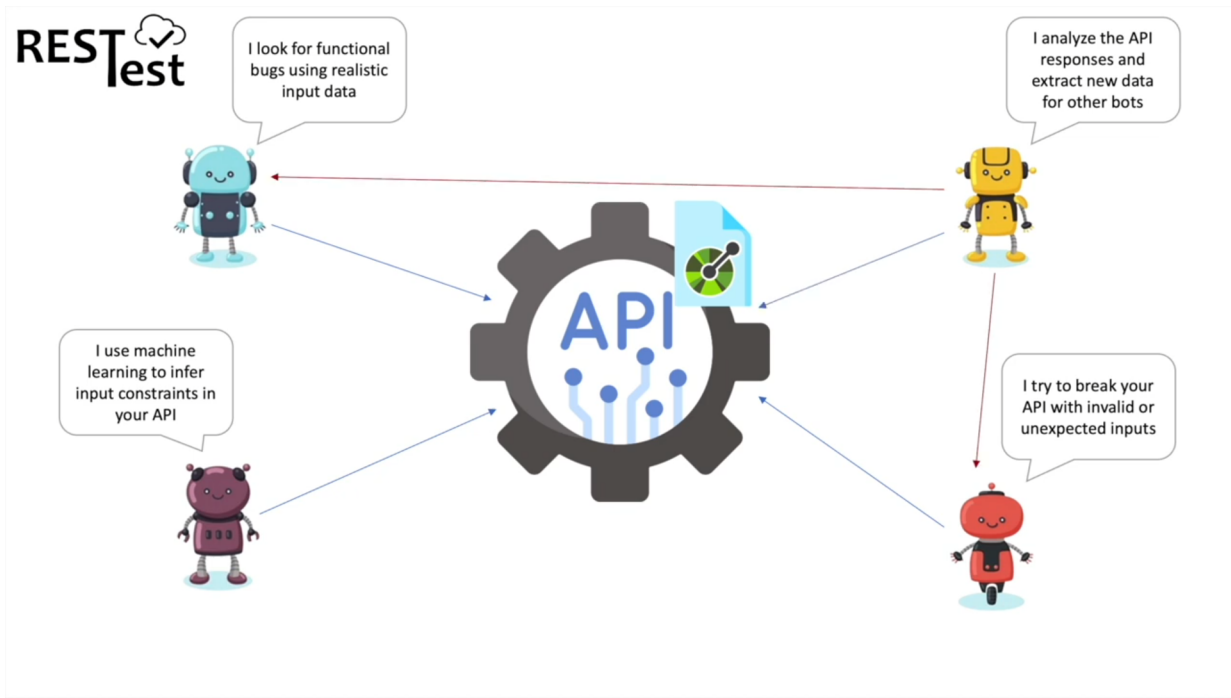 RESTest
I look for functional
bugs using realistic
input data
I analyze the API
responses and
extract new data
for other bots
API
I use machine
learning to infer
input constraints in
your API
I try to break your
API with invalid or
unexpected inputs